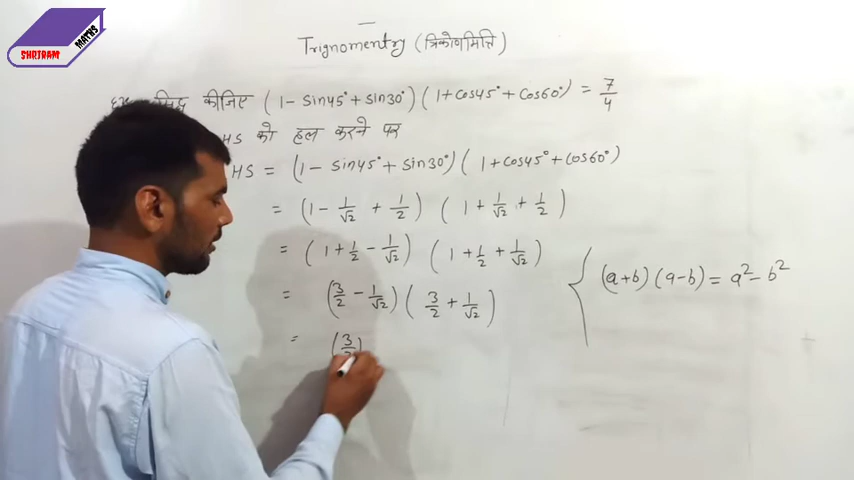 SHRIRAM MATHS
Trignomentry (त्रिकोणमिति)
सिद्ध कीजिए (1 - Sin45° + Sin30°) (1 + Cos45° + Cos60°) = 7/4
HS को हल करने पर
HS = (1 - Sin45° + Sin30°) (1 + Cos45° + Cos60°)
= (1 - 1/√2 + 1/2) (1 + 1/√2 + 1/2)
= (1 + 1/2 - 1/√2) (1 + 1/2 + 1/√2)
(a+b) (a-b) = a² - b²
= (3/2 - 1/√2) (3/2 + 1/√2)
= (3/2)